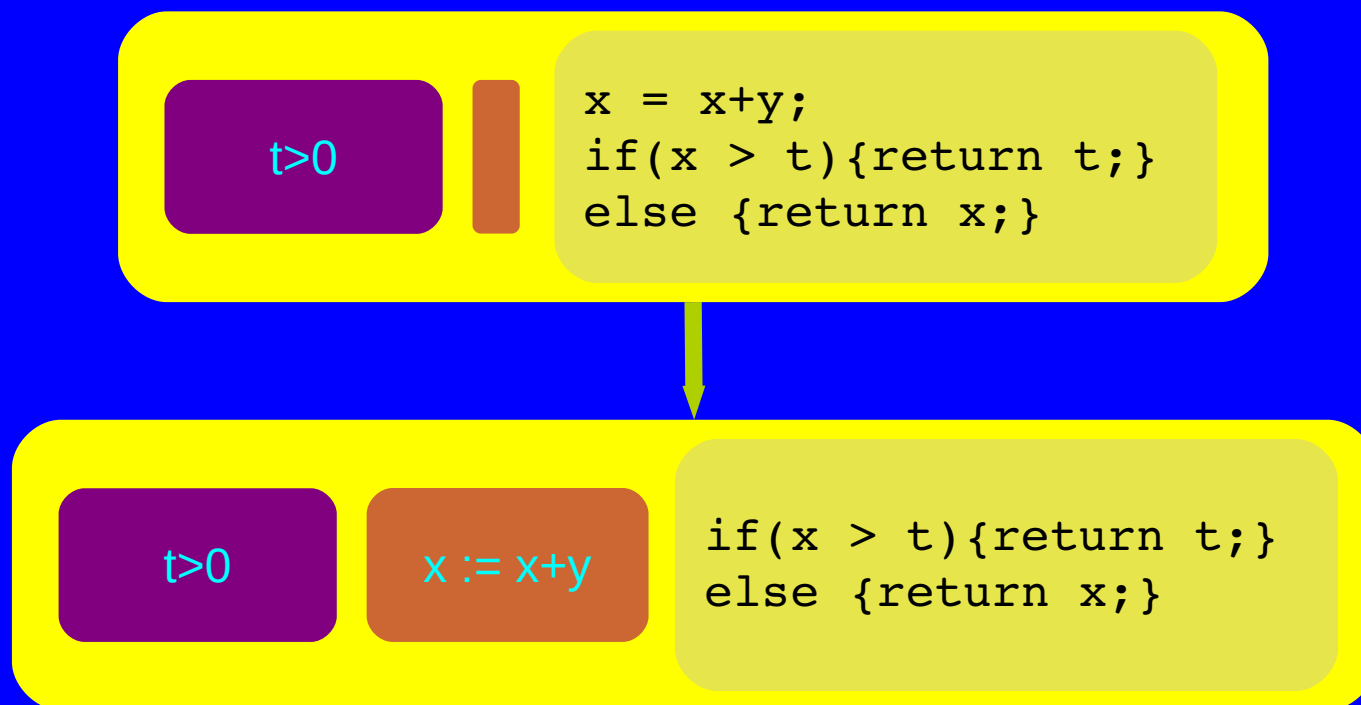 t>0
x = x+y;
if(x > t){return t;}
else {return x;}
t>0
x := x+y
if(x > t){return t;}
else {return x;}